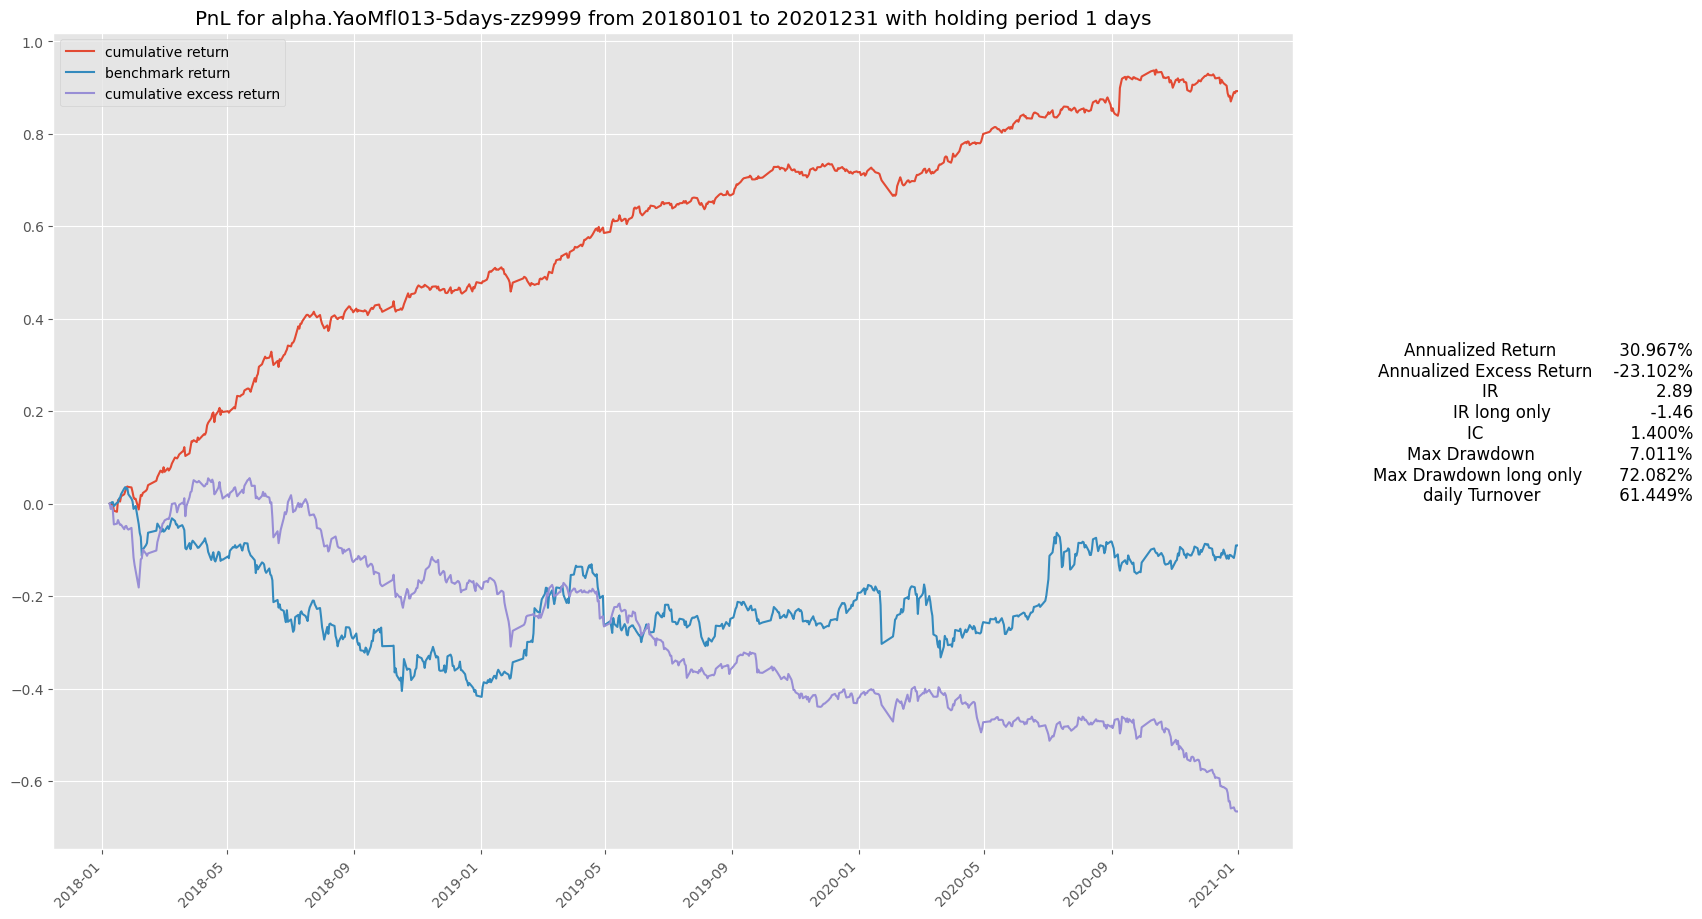 PnL for alpha.YaoMfl013-5days-zz9999 from 20180101 to 20201231 with holding period 1 days
cumulative return
benchmark return
cumulative excess return
1.0
0.8
0.6
0.4
0.2
0.0
−0.2
−0.4
−0.6
2018-01
2018-05
2018-09
2019-01
2019-05
2019-09
2020-01
2020-05
2020-09
2021-01
Annualized Return 30.967%
Annualized Excess Return -23.102%
IR 2.89
IR long only -1.46
IC 1.400%
Max Drawdown 7.011%
Max Drawdown long only 72.082%
daily Turnover 61.449%